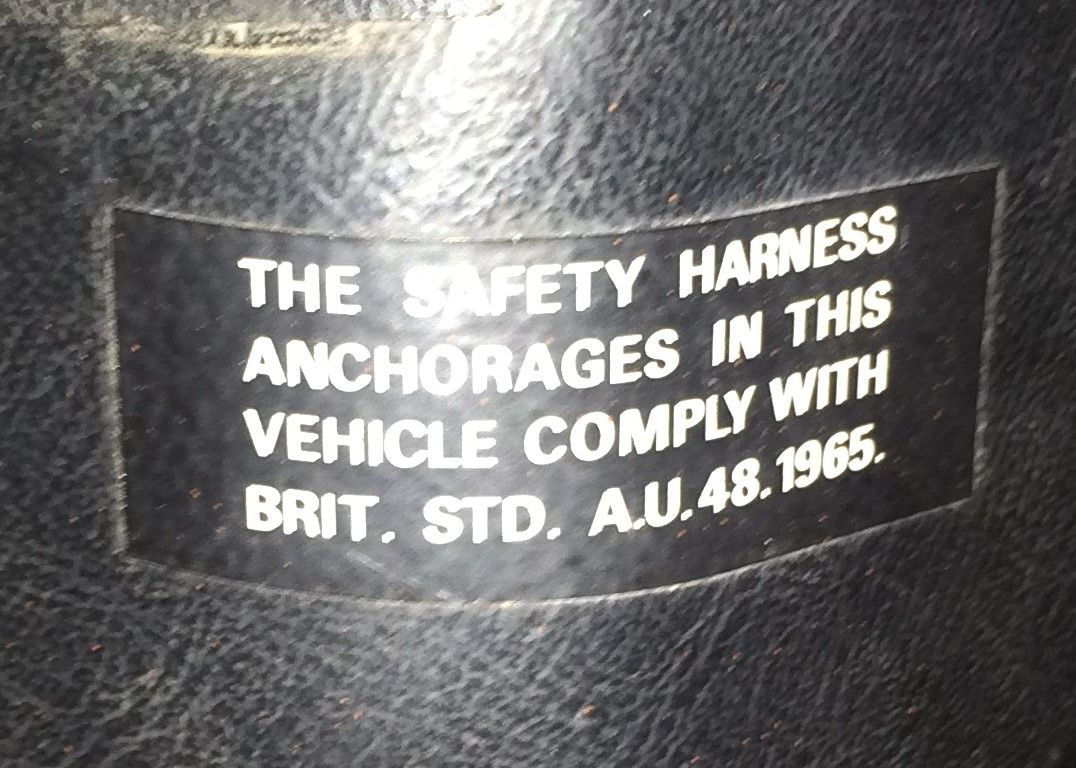 THE SAFETY HARNESS
ANCHORAGES IN THIS
VEHICLE COMPLY WITH
BRIT. STD. A.U.48.1965.